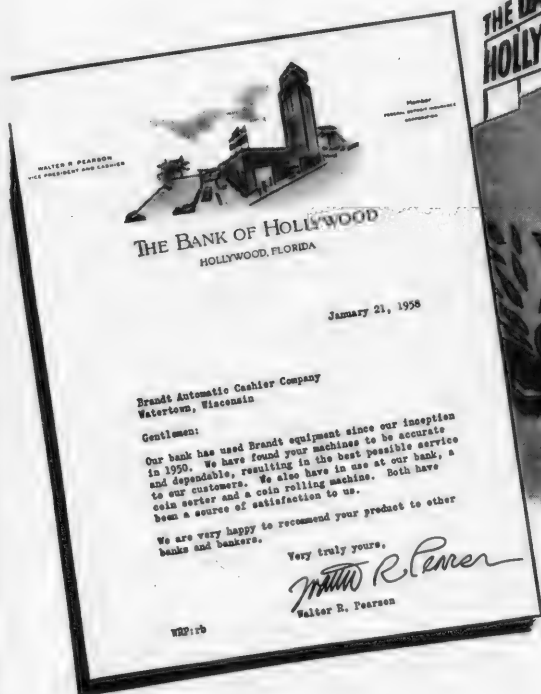 THE
HOLLY
WALTER R PEARSON
VICE PRESIDENT AND CASHIER
Member
FEDERAL DEPOSIT INSURANCE
CORPORATION
THE BANK OF HOLLYWOOD
HOLLYWOOD, FLORIDA
January 21, 1958
Brandt Automatic Cashier Company
Watertown, Wisconsin
Gentlemen:
Our bank has used Brandt equipment since our inception
in 1950. We have found your machines to be accurate
and dependable, resulting in the best possible service
to our customers. We also have in use at our bank, a
coin sorter and a coin rolling machine. Both have
been a source of satisfaction to us.
We are very happy to recommend your product to other
banks and bankers.
Very truly yours,
Walter R. Pearson
Walter R. Pearson
WRP:rb